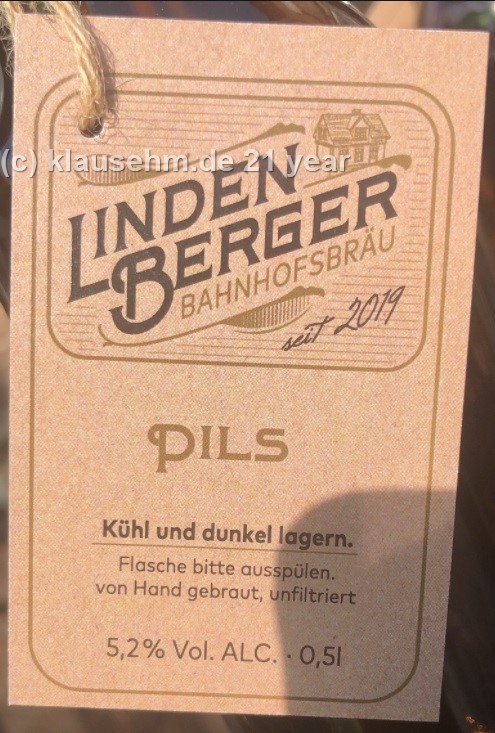 (c) klausehm.de 21 year
LINDEN
BERGER
BAHNHOFSBRÄU
seit 2019
PILS
Kühl und dunkel lagern.
Flasche bitte ausspülen.
von Hand gebraut, unfiltriert
5,2% Vol. ALC. · 0,5l